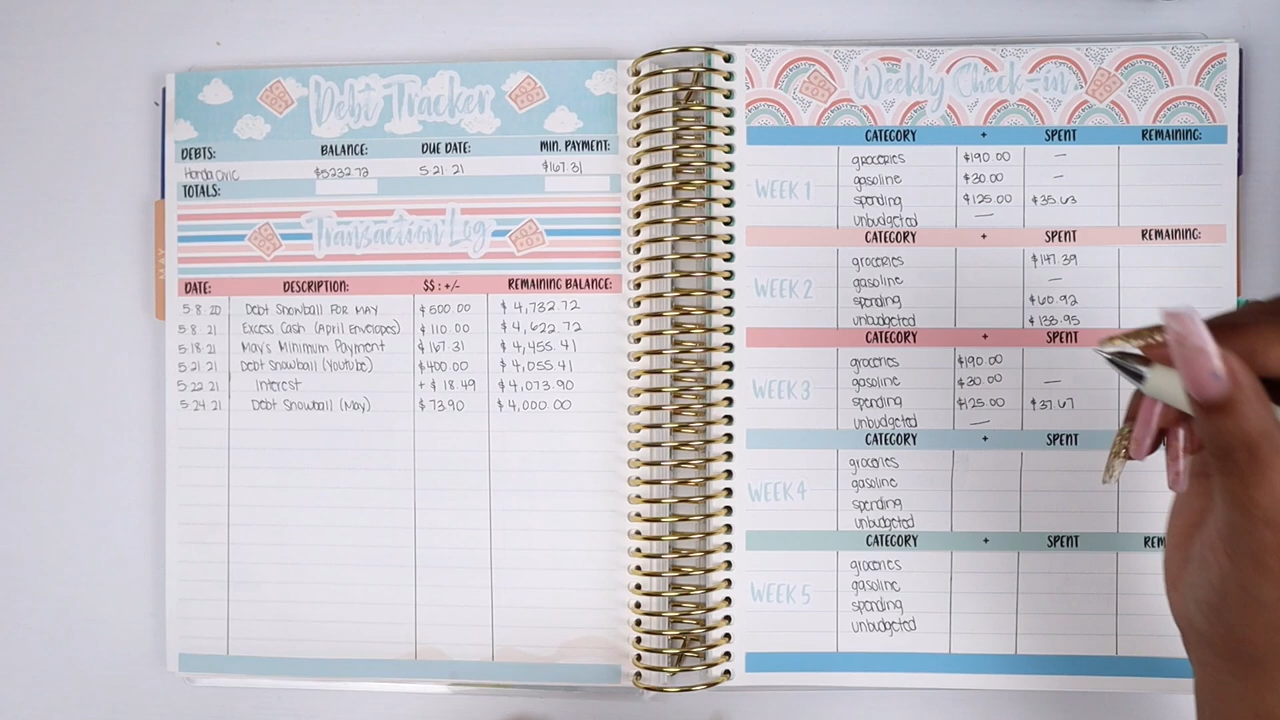 Debt Tracker
DEBTS: BALANCE: DUE DATE: MIN. PAYMENT:
Honda Civic $5232.72 5.21.21 $167.31
TOTALS:
Transaction Log
DATE: DESCRIPTION: $$ : +/- REMAINING BALANCE:
5.8.20 Debt Snowball FOR MAY $500.00 $4,732.72
5.8.21 Excess Cash (April Envelopes) $110.00 $4,622.72
5.18.21 May's Minimum Payment $167.31 $4,455.41
5.21.21 Debt Snowball (Youtube) $400.00 $4,055.41
5.22.21 Interest + $18.49 $4,073.90
5.24.21 Debt Snowball (May) $73.90 $4,000.00
MAY
Weekly Check-in
CATEGORY + SPENT REMAINING:
WEEK 1
groceries $190.00 —
gasoline $30.00 —
spending $125.00 $35.63
unbudgeted —
CATEGORY + SPENT REMAINING:
WEEK 2
groceries $147.39
gasoline —
spending $60.92
unbudgeted $133.95
CATEGORY + SPENT
WEEK 3
groceries $190.00
gasoline $30.00 —
spending $125.00 $37.67
unbudgeted —
CATEGORY + SPENT
WEEK 4
groceries
gasoline
spending
unbudgeted
CATEGORY + SPENT REM
WEEK 5
groceries
gasoline
spending
unbudgeted